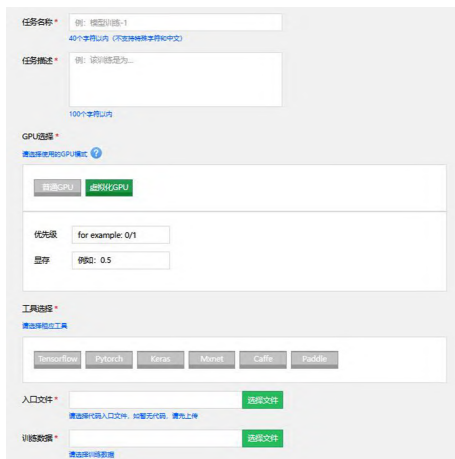 任务名称 * 例：模型训练-1
40个字符以内（不支持特殊字符和中文）
任务描述 * 例：该训练是为...
100个字符以内
GPU选择 *
请选择使用的GPU模式 ?
普通GPU 虚拟化GPU
优先级 for example: 0/1
显存 例如：0.5
工具选择 *
请选择相应工具
Tensorflow Pytorch Keras Mxnet Caffe Paddle
入口文件 * 选择文件
请选择代码入口文件，如暂无代码，请先上传
训练数据 * 选择文件
请选择训练数据